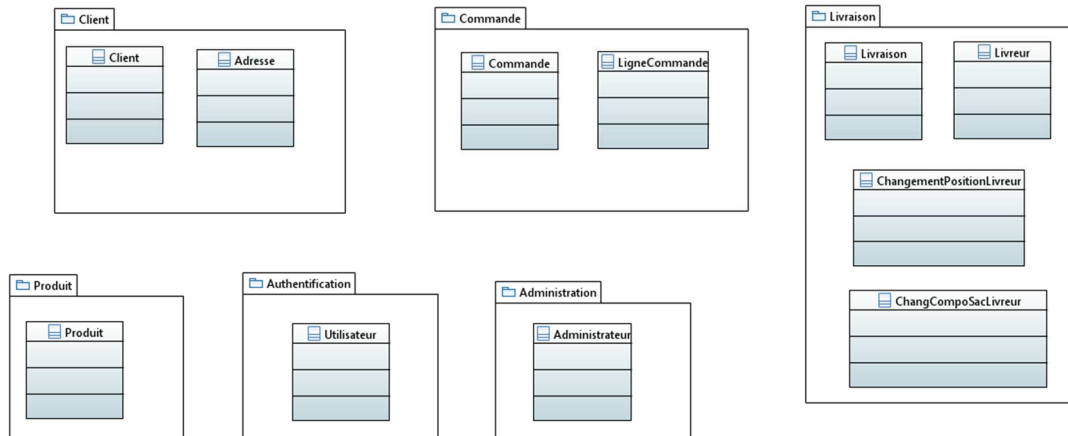 Client
Client
Adresse
Commande
Commande
LigneCommande
Livraison
Livraison
Livreur
ChangementPositionLivreur
ChangCompoSacLivreur
Produit
Produit
Authentification
Utilisateur
Administration
Administrateur